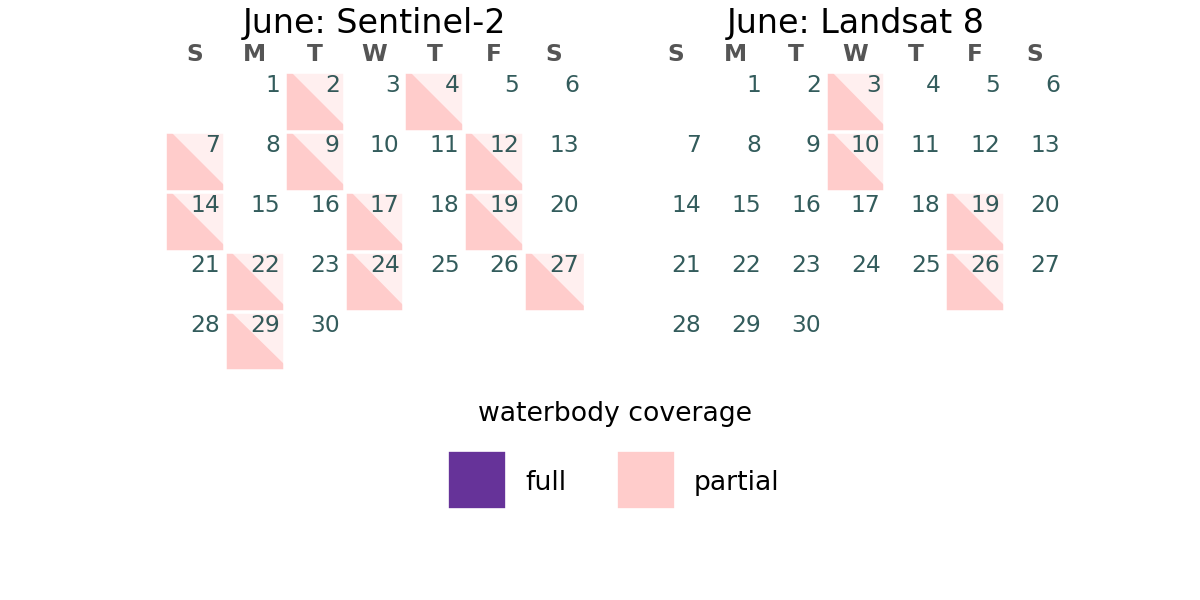 June: Sentinel-2
S M T W T F S
1 2 3 4 5 6
7 8 9 10 11 12 13
14 15 16 17 18 19 20
21 22 23 24 25 26 27
28 29 30
June: Landsat 8
S M T W T F S
1 2 3 4 5 6
7 8 9 10 11 12 13
14 15 16 17 18 19 20
21 22 23 24 25 26 27
28 29 30
waterbody coverage
full partial